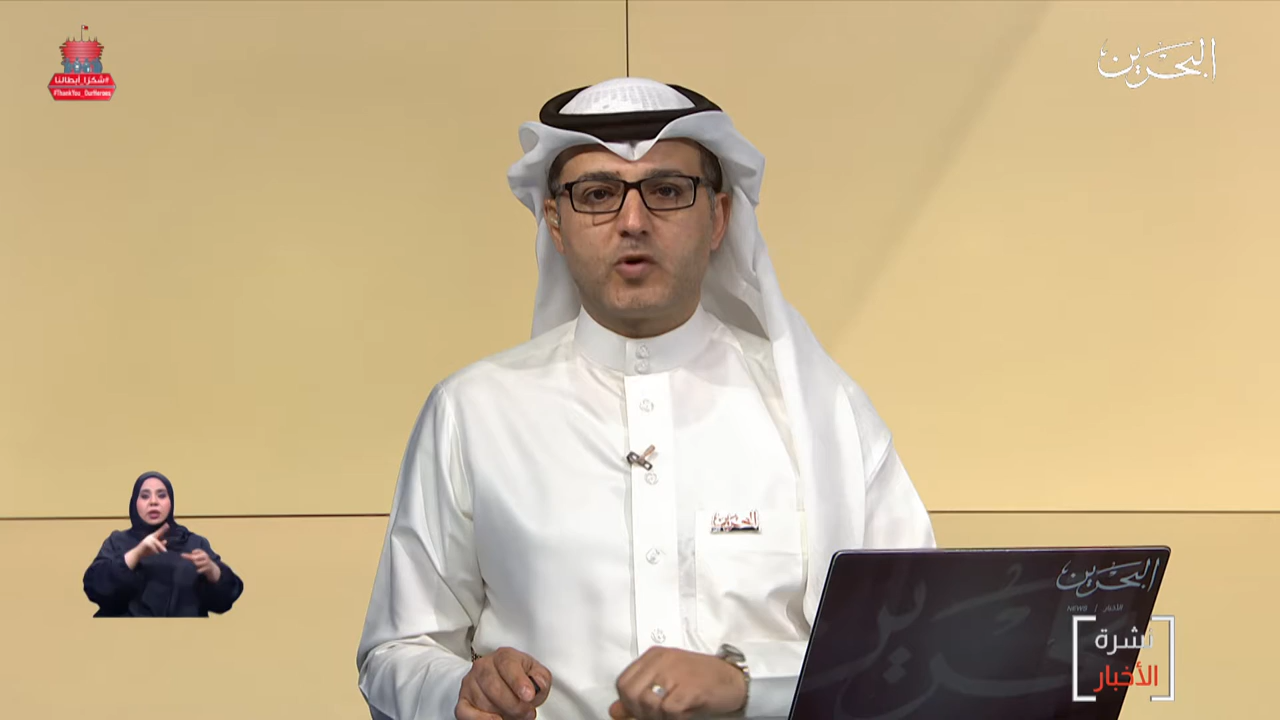 #شكرا_أبطالنا
#ThankYou_OurHeroes
البحرين
البحرين
البحرين
NEWS / الأخبار
نشرة
الأخبار